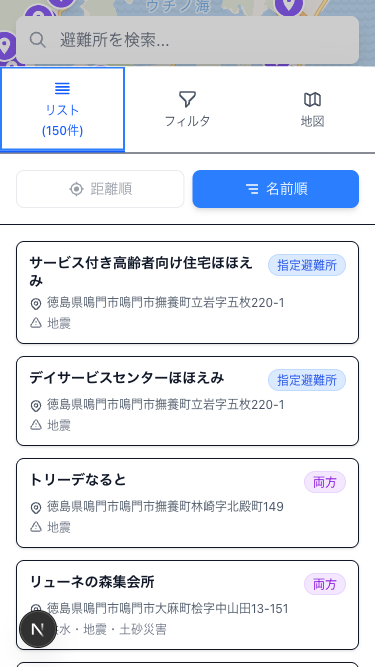 ウチノ海
避難所を検索...
リスト
(150件)
フィルタ
地図
距離順
名前順
サービス付き高齢者向け住宅ほほえ
み
指定避難所
徳島県鳴門市鳴門市撫養町立岩字五枚220-1
地震
デイサービスセンターほほえみ
指定避難所
徳島県鳴門市鳴門市撫養町立岩字五枚220-1
地震
トリーデなると
両方
徳島県鳴門市鳴門市撫養町林崎字北殿町149
地震
リューネの森集会所
両方
徳島県鳴門市鳴門市大麻町桧字中山田13-151
水・地震・土砂災害
N